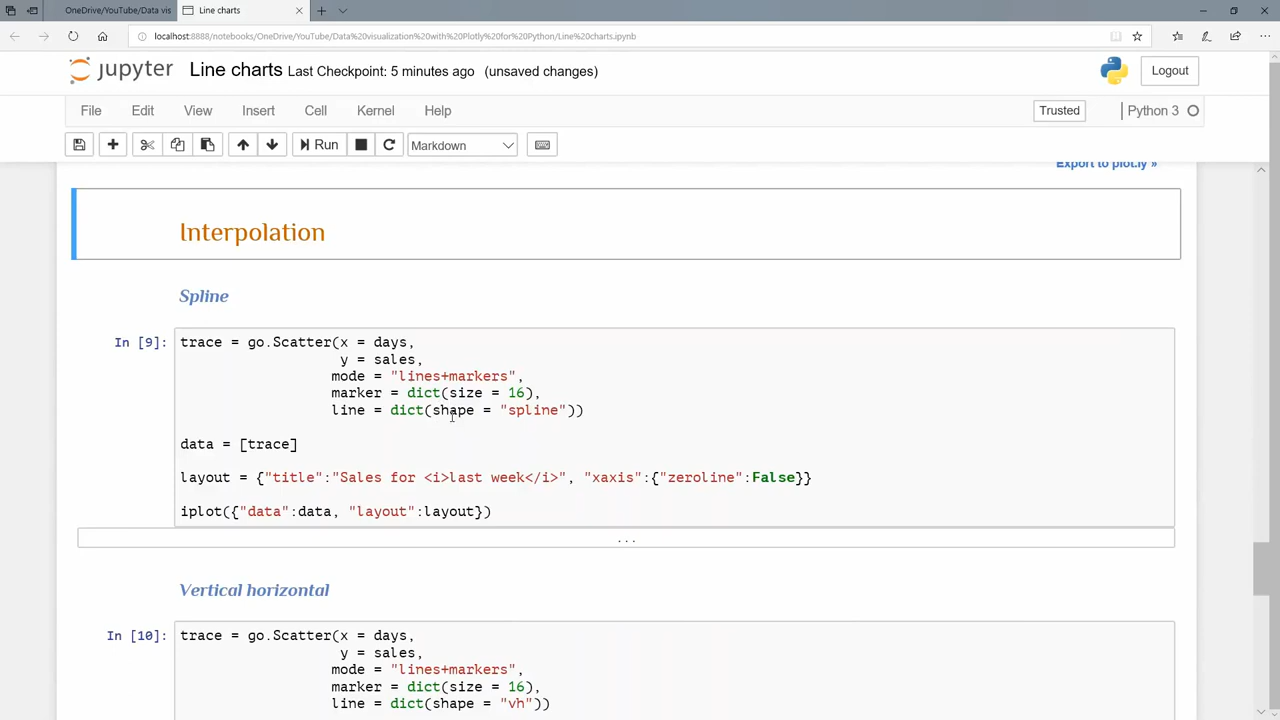 OneDrive/YouTube/Data vis
Line charts
localhost:8888/notebooks/OneDrive/YouTube/Data%20visualization%20with%20Plotly%20for%20Python/Line%20charts.ipynb
jupyter Line charts Last Checkpoint: 5 minutes ago (unsaved changes)
Logout
File Edit View Insert Cell Kernel Help
Trusted
Python 3
Run
Markdown
Export to plot.ly »
Interpolation
Spline
In [9]:
trace = go.Scatter(x = days,
y = sales,
mode = "lines+markers",
marker = dict(size = 16),
line = dict(shape = "spline"))
data = [trace]
layout = {"title":"Sales for <i>last week</i>", "xaxis":{"zeroline":False}}
iplot({"data":data, "layout":layout})
...
Vertical horizontal
In [10]:
trace = go.Scatter(x = days,
y = sales,
mode = "lines+markers",
marker = dict(size = 16),
line = dict(shape = "vh"))